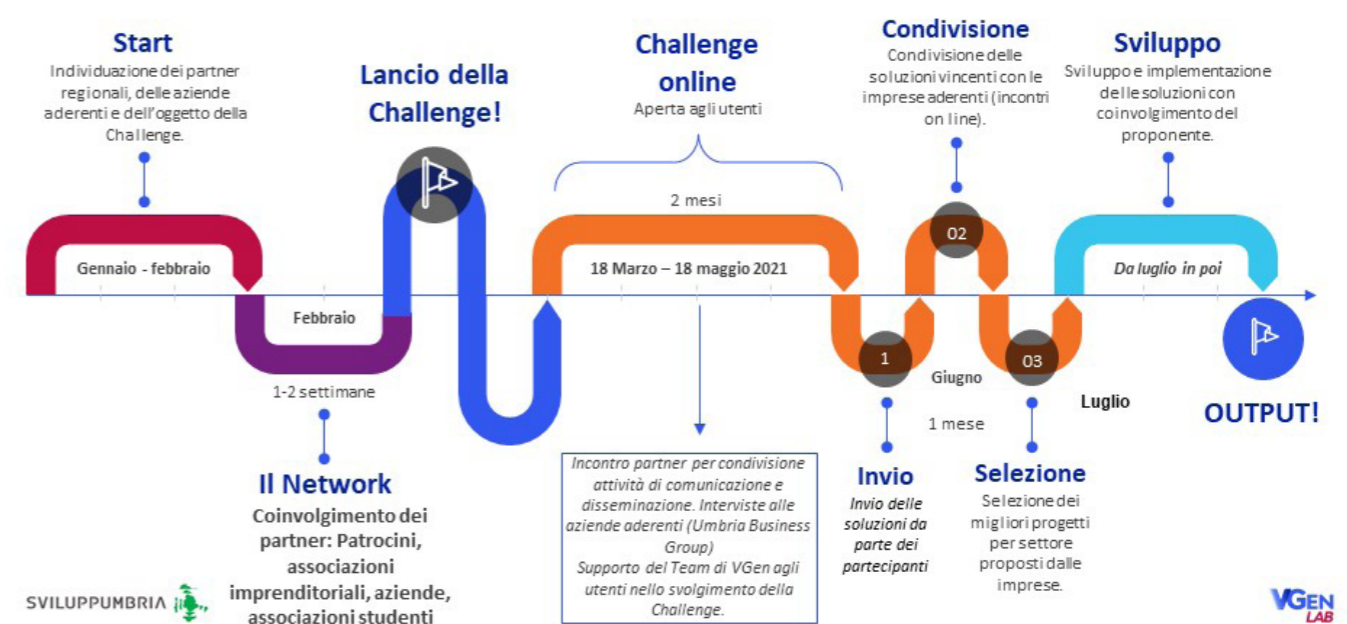 Start
Individuazione dei partner
regionali, delle aziende
aderenti e dell'oggetto della
Challenge.
Gennaio - febbraio
Febbraio
1-2 settimane
Il Network
Coinvolgimento dei
partner: Patrocini,
associazioni
imprenditoriali, aziende,
associazioni studenti
Lancio della
Challenge!
Challenge
online
Aperta agli utenti
2 mesi
18 Marzo – 18 maggio 2021
Incontro partner per condivisione
attività di comunicazione e
disseminazione. Interviste alle
aziende aderenti (Umbria Business
Group)
Supporto del Team di VGen agli
utenti nello svolgimento della
Challenge.
1
Invio
Invio delle
soluzioni da
parte dei
partecipanti
Condivisione
Condivisione delle
soluzioni vincenti con le
imprese aderenti (incontri
on line).
02
Giugno
1 mese
03
Selezione
Selezione dei
migliori progetti
per settore
proposti dalle
imprese.
Luglio
Sviluppo
Sviluppo e implementazione
delle soluzioni con
coinvolgimento del
proponente.
Da luglio in poi
OUTPUT!
SVILUPPUMBRIA
VGEN
LAB